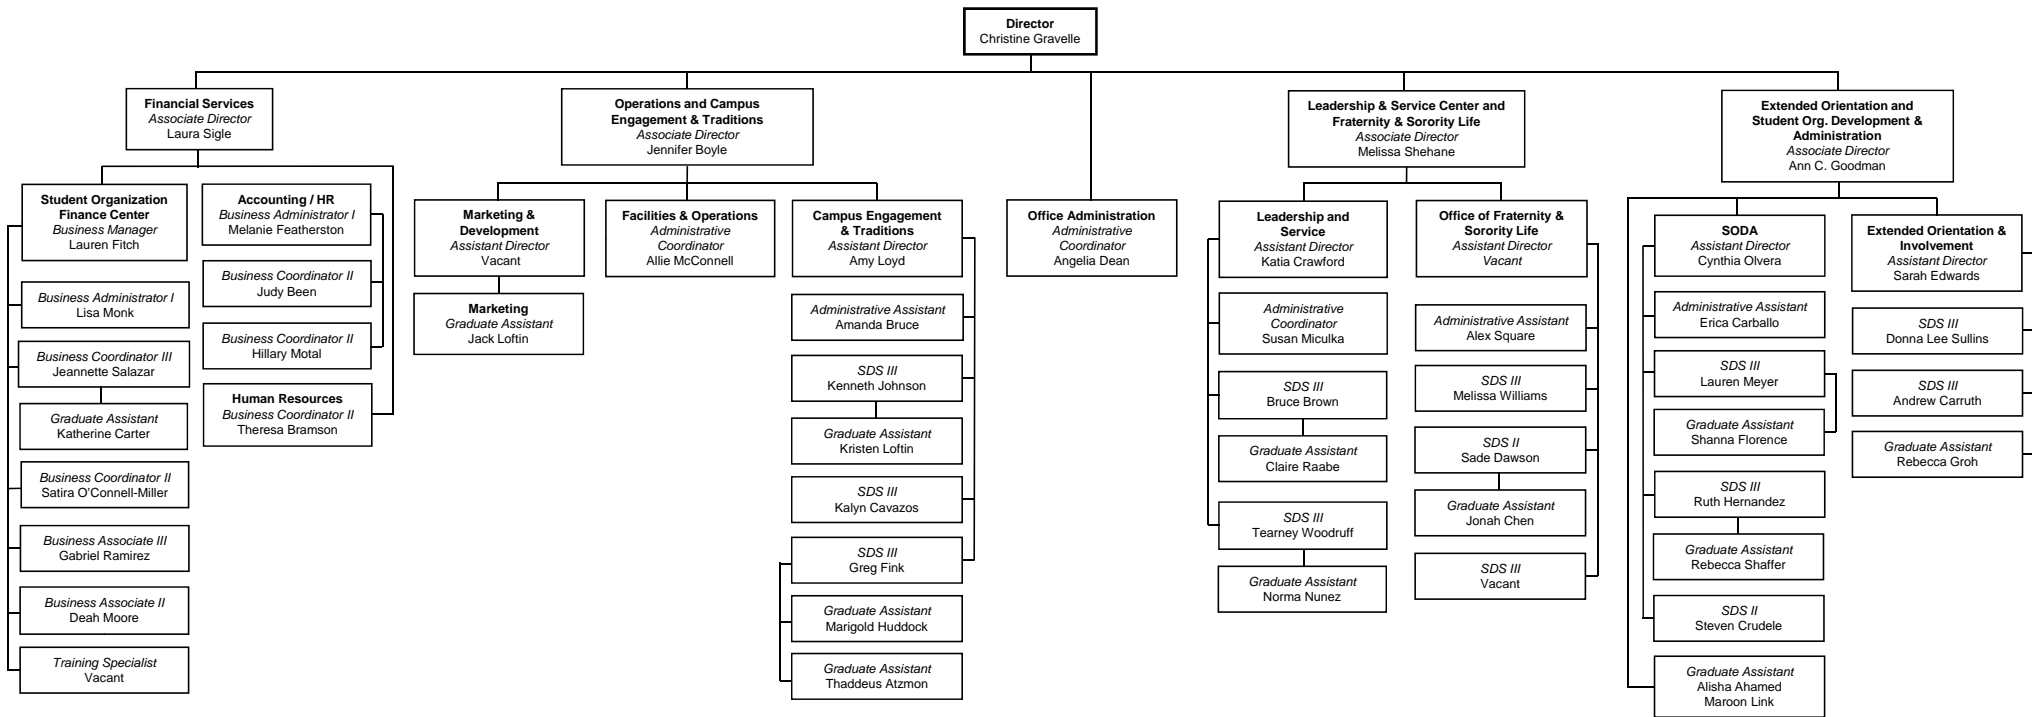 Director
Christine Gravelle
Financial Services
Associate Director
Laura Sigle
Student Organization
Finance Center
Business Manager
Lauren Fitch
Business Administrator I
Lisa Monk
Business Coordinator III
Jeannette Salazar
Graduate Assistant
Katherine Carter
Business Coordinator II
Satira O'Connell-Miller
Business Associate III
Gabriel Ramirez
Business Associate II
Deah Moore
Training Specialist
Vacant
Accounting / HR
Business Administrator I
Melanie Featherston
Business Coordinator II
Judy Been
Business Coordinator II
Hillary Motal
Human Resources
Business Coordinator II
Theresa Bramson
Operations and Campus
Engagement & Traditions
Associate Director
Jennifer Boyle
Marketing &
Development
Assistant Director
Vacant
Marketing
Graduate Assistant
Jack Loftin
Facilities & Operations
Administrative
Coordinator
Allie McConnell
Campus Engagement
& Traditions
Assistant Director
Amy Loyd
Administrative Assistant
Amanda Bruce
SDS III
Kenneth Johnson
Graduate Assistant
Kristen Loftin
SDS III
Kalyn Cavazos
SDS III
Greg Fink
Graduate Assistant
Marigold Huddock
Graduate Assistant
Thaddeus Atzmon
Office Administration
Administrative
Coordinator
Angelia Dean
Leadership & Service Center and
Fraternity & Sorority Life
Associate Director
Melissa Shehane
Leadership and
Service
Assistant Director
Katia Crawford
Administrative
Coordinator
Susan Miculka
SDS III
Bruce Brown
Graduate Assistant
Claire Raabe
SDS III
Tearney Woodruff
Graduate Assistant
Norma Nunez
Office of Fraternity &
Sorority Life
Assistant Director
Vacant
Administrative Assistant
Alex Square
SDS III
Melissa Williams
SDS II
Sade Dawson
Graduate Assistant
Jonah Chen
SDS III
Vacant
Extended Orientation and
Student Org. Development &
Administration
Associate Director
Ann C. Goodman
SODA
Assistant Director
Cynthia Olvera
Administrative Assistant
Erica Carballo
SDS III
Lauren Meyer
Graduate Assistant
Shanna Florence
SDS III
Ruth Hernandez
Graduate Assistant
Rebecca Shaffer
SDS II
Steven Crudele
Graduate Assistant
Alisha Ahamed
Maroon Link
Extended Orientation &
Involvement
Assistant Director
Sarah Edwards
SDS III
Donna Lee Sullins
SDS III
Andrew Carruth
Graduate Assistant
Rebecca Groh